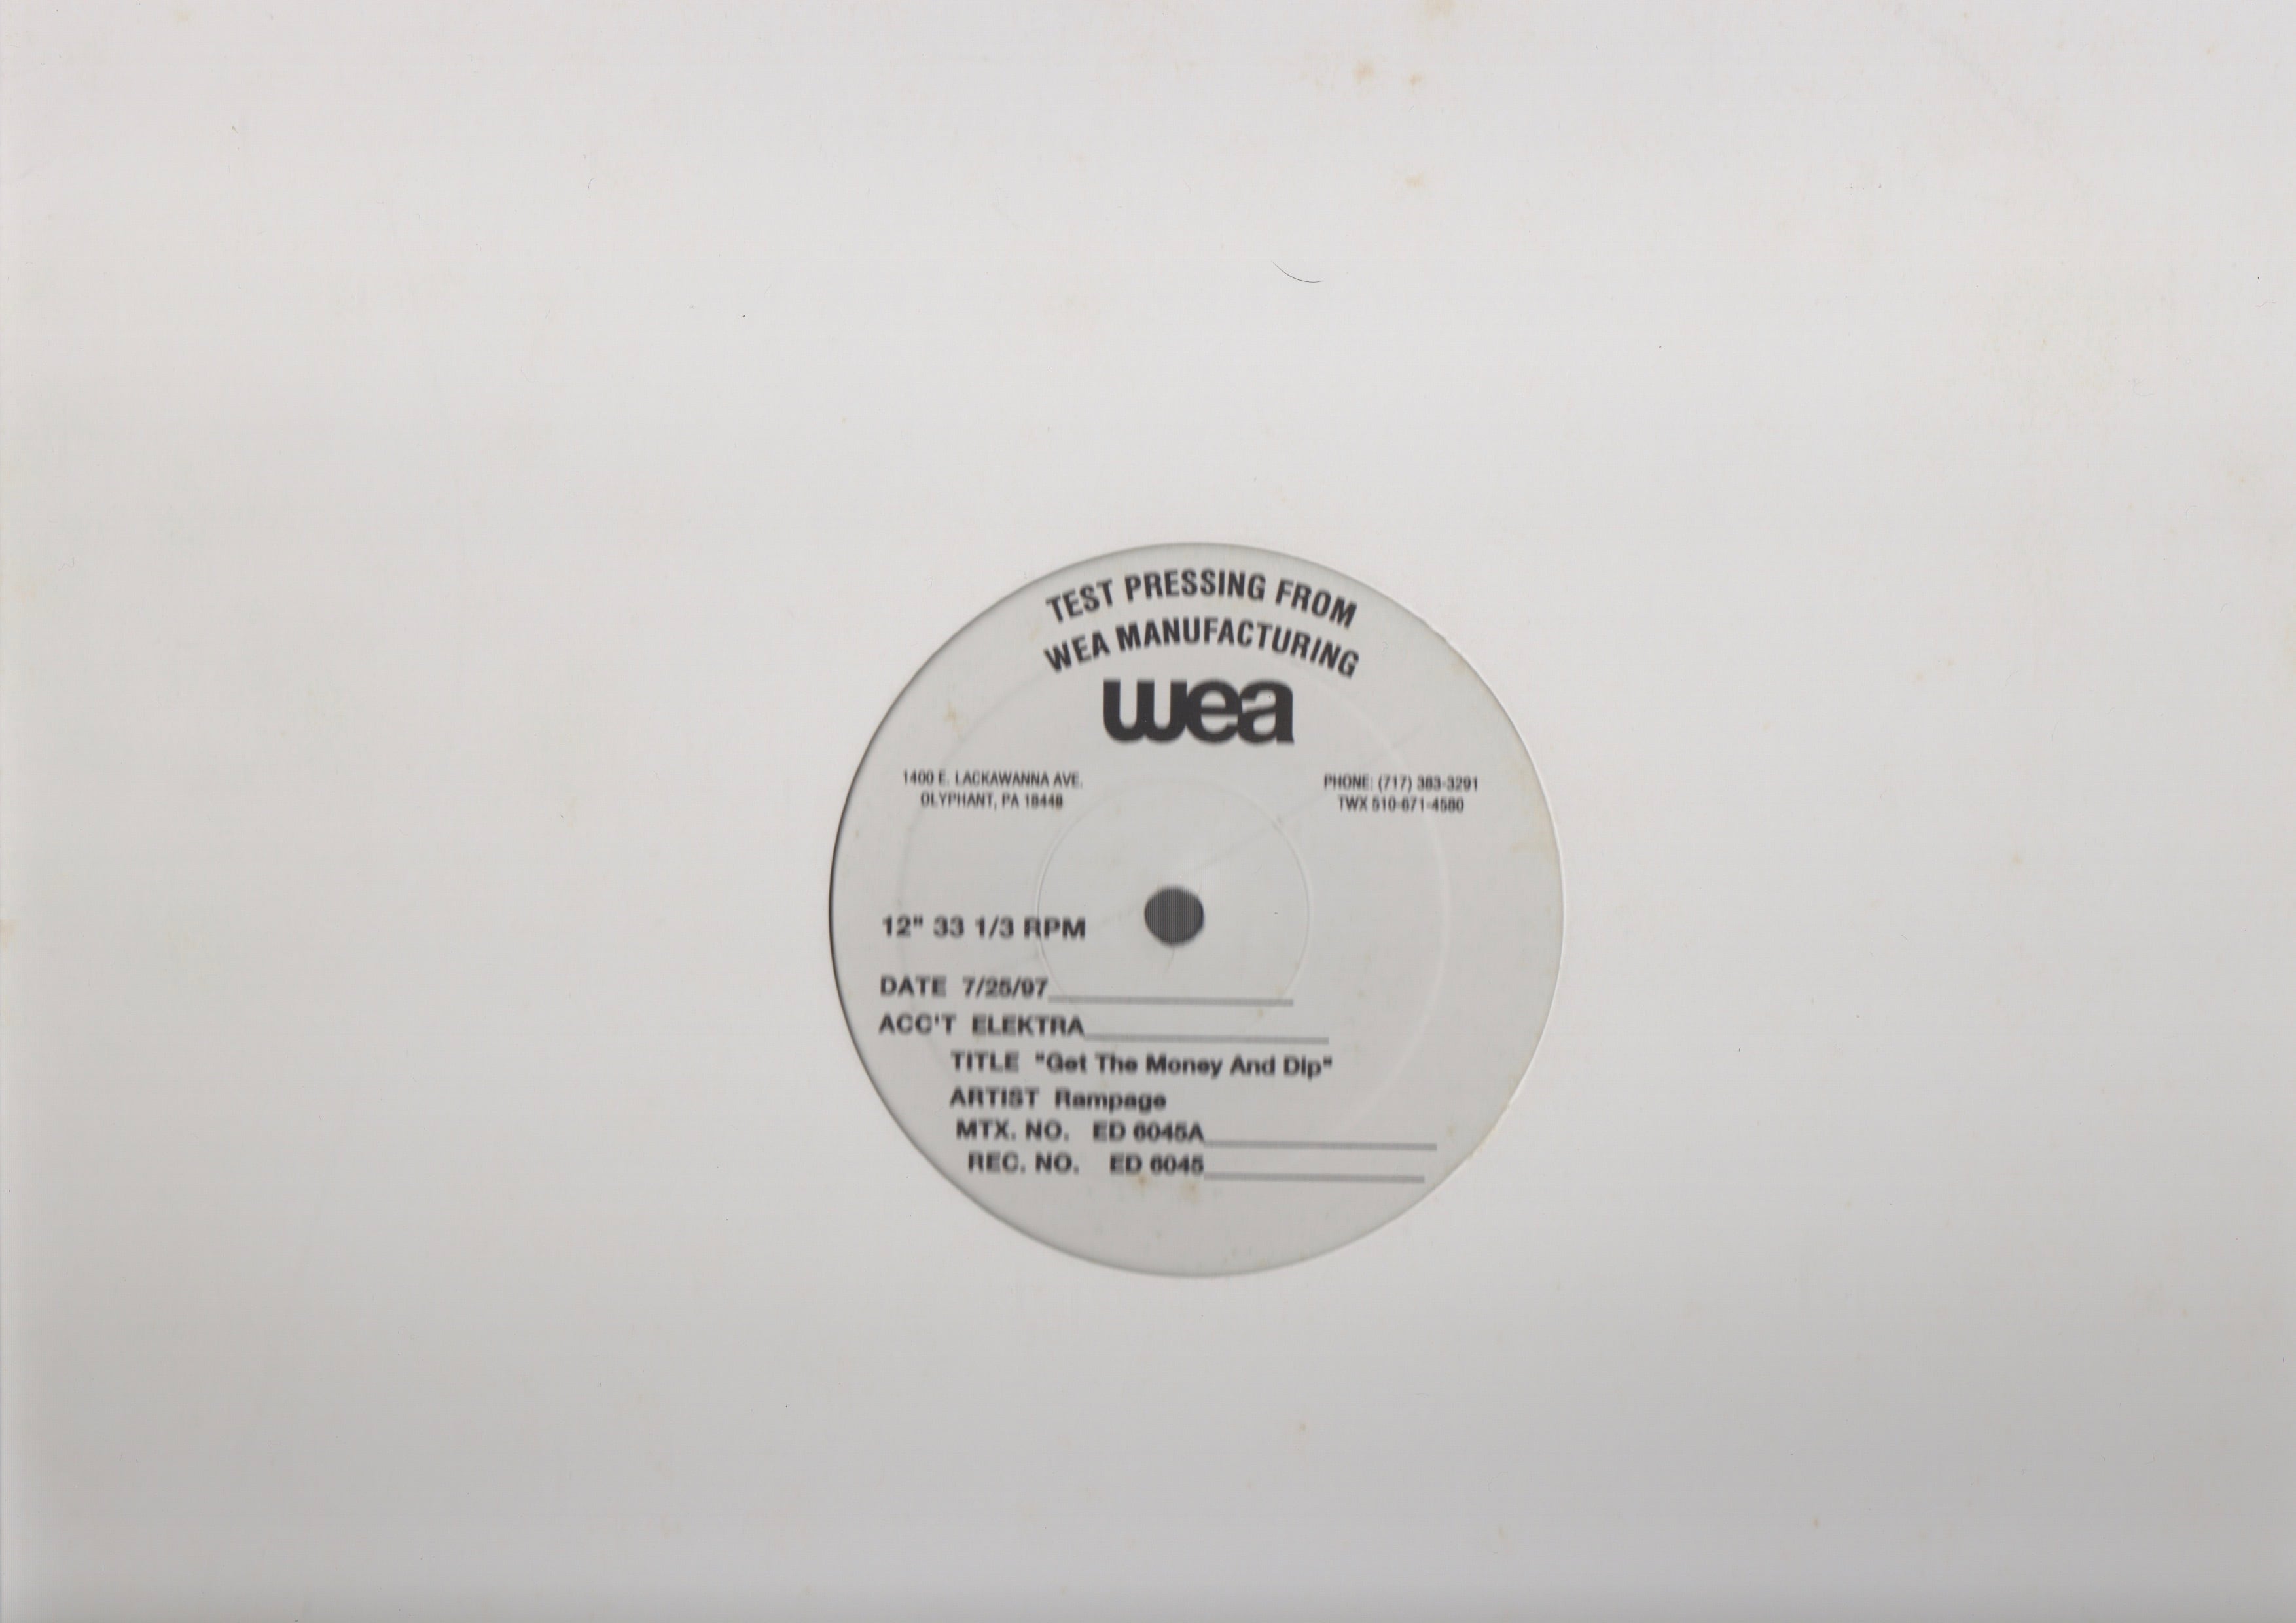 TEST PRESSING FROM
WEA MANUFACTURING
wea
1400 E. LACKAWANNA AVE.
OLYPHANT, PA 18448
PHONE: (717) 383-3291
TWX 510-671-4580
12" 33 1/3 RPM
DATE 7/25/97
ACC'T ELEKTRA
TITLE "Get The Money And Dip"
ARTIST Rampage
MTX. NO. ED 6045A
REC. NO. ED 6045